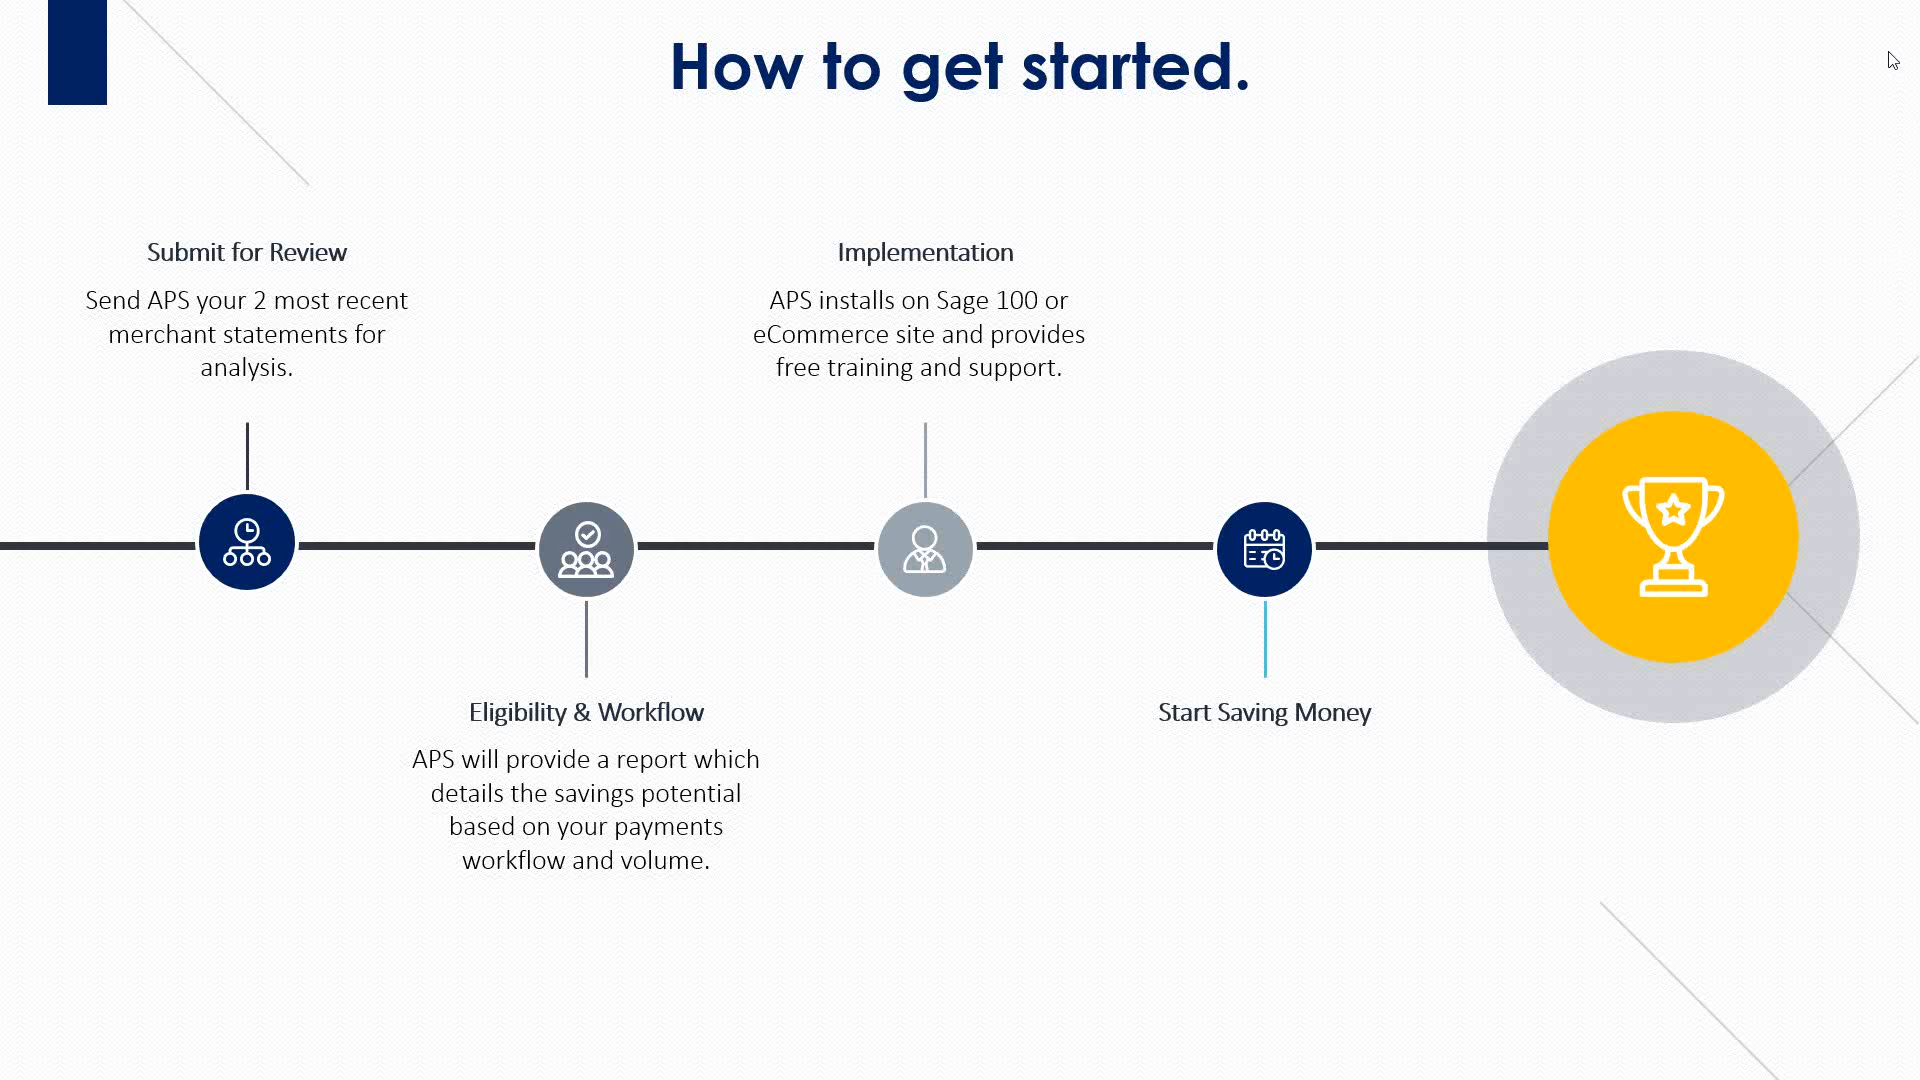 How to get started.
Submit for Review
Send APS your 2 most recent
merchant statements for
analysis.
Eligibility & Workflow
APS will provide a report which
details the savings potential
based on your payments
workflow and volume.
Implementation
APS installs on Sage 100 or
eCommerce site and provides
free training and support.
Start Saving Money